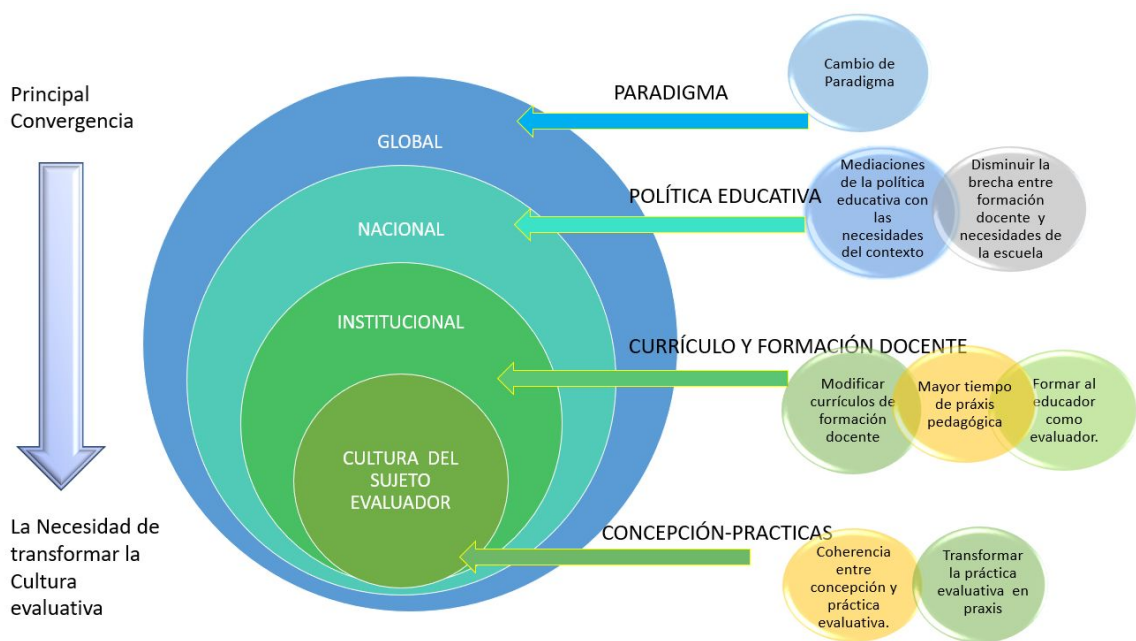 Principal
Convergencia
La Necesidad de
transformar la
Cultura
evaluativa
GLOBAL
NACIONAL
INSTITUCIONAL
CULTURA DEL
SUJETO
EVALUADOR
PARADIGMA
Cambio de
Paradigma
POLÍTICA EDUCATIVA
Mediaciones
de la política
educativa con
las
necesidades
del contexto
Disminuir la
brecha entre
formación
docente y
necesidades de
la escuela
CURRÍCULO Y FORMACIÓN DOCENTE
Modificar
currículos de
formación
docente
Mayor tiempo
de práxis
pedagógica
Formar al
educador
como
evaluador.
CONCEPCIÓN-PRACTICAS
Coherencia
entre
concepción y
práctica
evaluativa.
Transformar
la práctica
evaluativa en
praxis